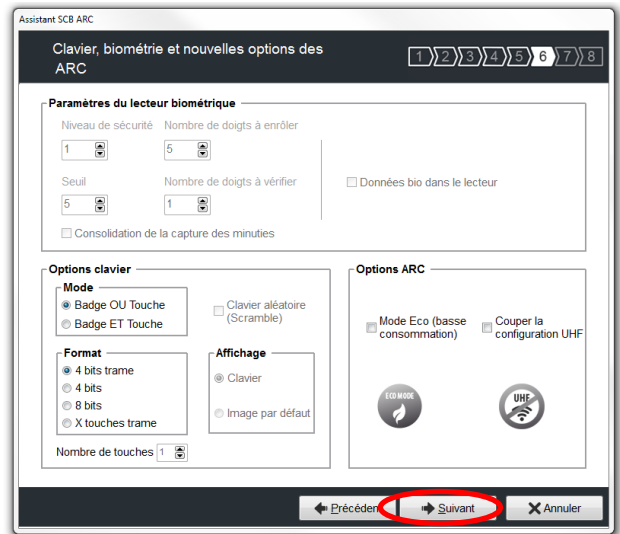 Assistant SCB ARC
Clavier, biométrie et nouvelles options des
ARC
1 2 3 4 5 6 7 8
Paramètres du lecteur biométrique
Niveau de sécurité Nombre de doigts à enrôler
1 5
Seuil Nombre de doigts à vérifier
Données bio dans le lecteur
5 1
Consolidation de la capture des minuties
Options clavier
Mode
Badge OU Touche
Badge ET Touche
Clavier aléatoire
(Scramble)
Format
4 bits trame
4 bits
8 bits
X touches trame
Affichage
Clavier
Image par défaut
Nombre de touches 1
Options ARC
Mode Eco (basse
consommation)
Couper la
configuration UHF
ECO MODE
UHF
Précéden
Suivant
Annuler